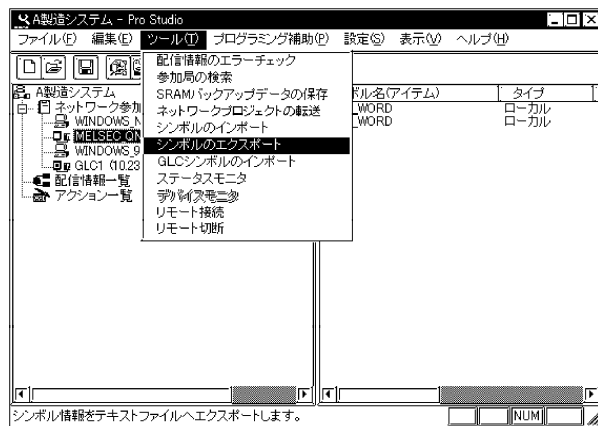 A製造システム - Pro Studio
ファイル(F) 編集(E) ツール(T) プログラミング補助(P) 設定(S) 表示(V) ヘルプ(H)
配信情報のエラーチェック
参加局の検索
SRAMバックアップデータの保存
ネットワークプロジェクトの転送
シンボルのインポート
シンボルのエクスポート
GLCシンボルのインポート
ステータスモニタ
デバイスモニタ
リモート接続
リモート切断
A製造システム
ネットワーク参加
WINDOWS_N
MELSEC_QN
WINDOWS_9
GLC1 (10.23
配信情報一覧
アクション一覧
ボル名(アイテム) タイプ
_WORD ローカル
_WORD ローカル
シンボル情報をテキストファイルへエクスポートします。
NUM